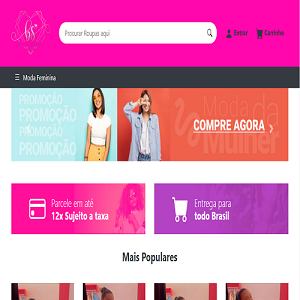 Procurar Roupas aqui
Entrar
Carrinho
☰ Moda Feminina
PROMOÇÃO
PROMOÇÃO
PROMOÇÃO
PROMOÇÃO
Moda da
Mulher
COMPRE AGORA
Parcele em até
12x Sujeito a taxa
Entrega para
todo Brasil
Mais Populares